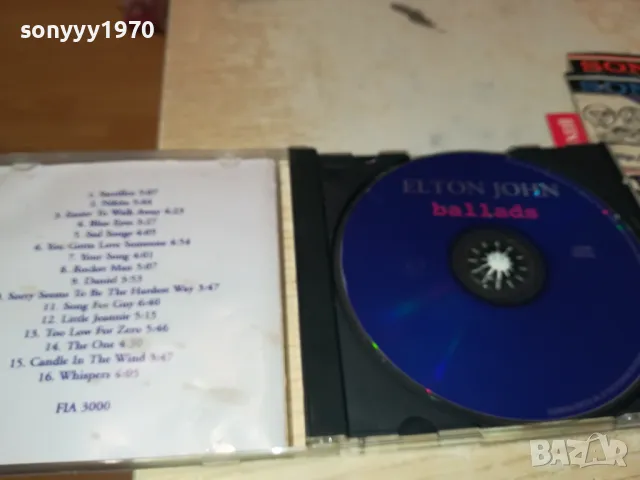 sonyyy1970
1. Sacrifice 5:07
2. Nikita 5:44
3. Easier To Walk Away 4:23
4. Blue Eyes 3:27
5. Sad Songs 4:05
6. You Gotta Love Someone 4:54
7. Your Song 4:01
8. Rocket Man 5:07
9. Daniel 3:53
Sorry Seems To Be The Hardest Way 3:47
11. Song For Guy 6:40
12. Little Jeannie 5:15
13. Too Low For Zero 5:46
14. The One 4:30
15. Candle In The Wind 3:47
16. Whispers 6:05
FIA 3000
ELTON JOHN
ballads
SON
SON
BAZAR